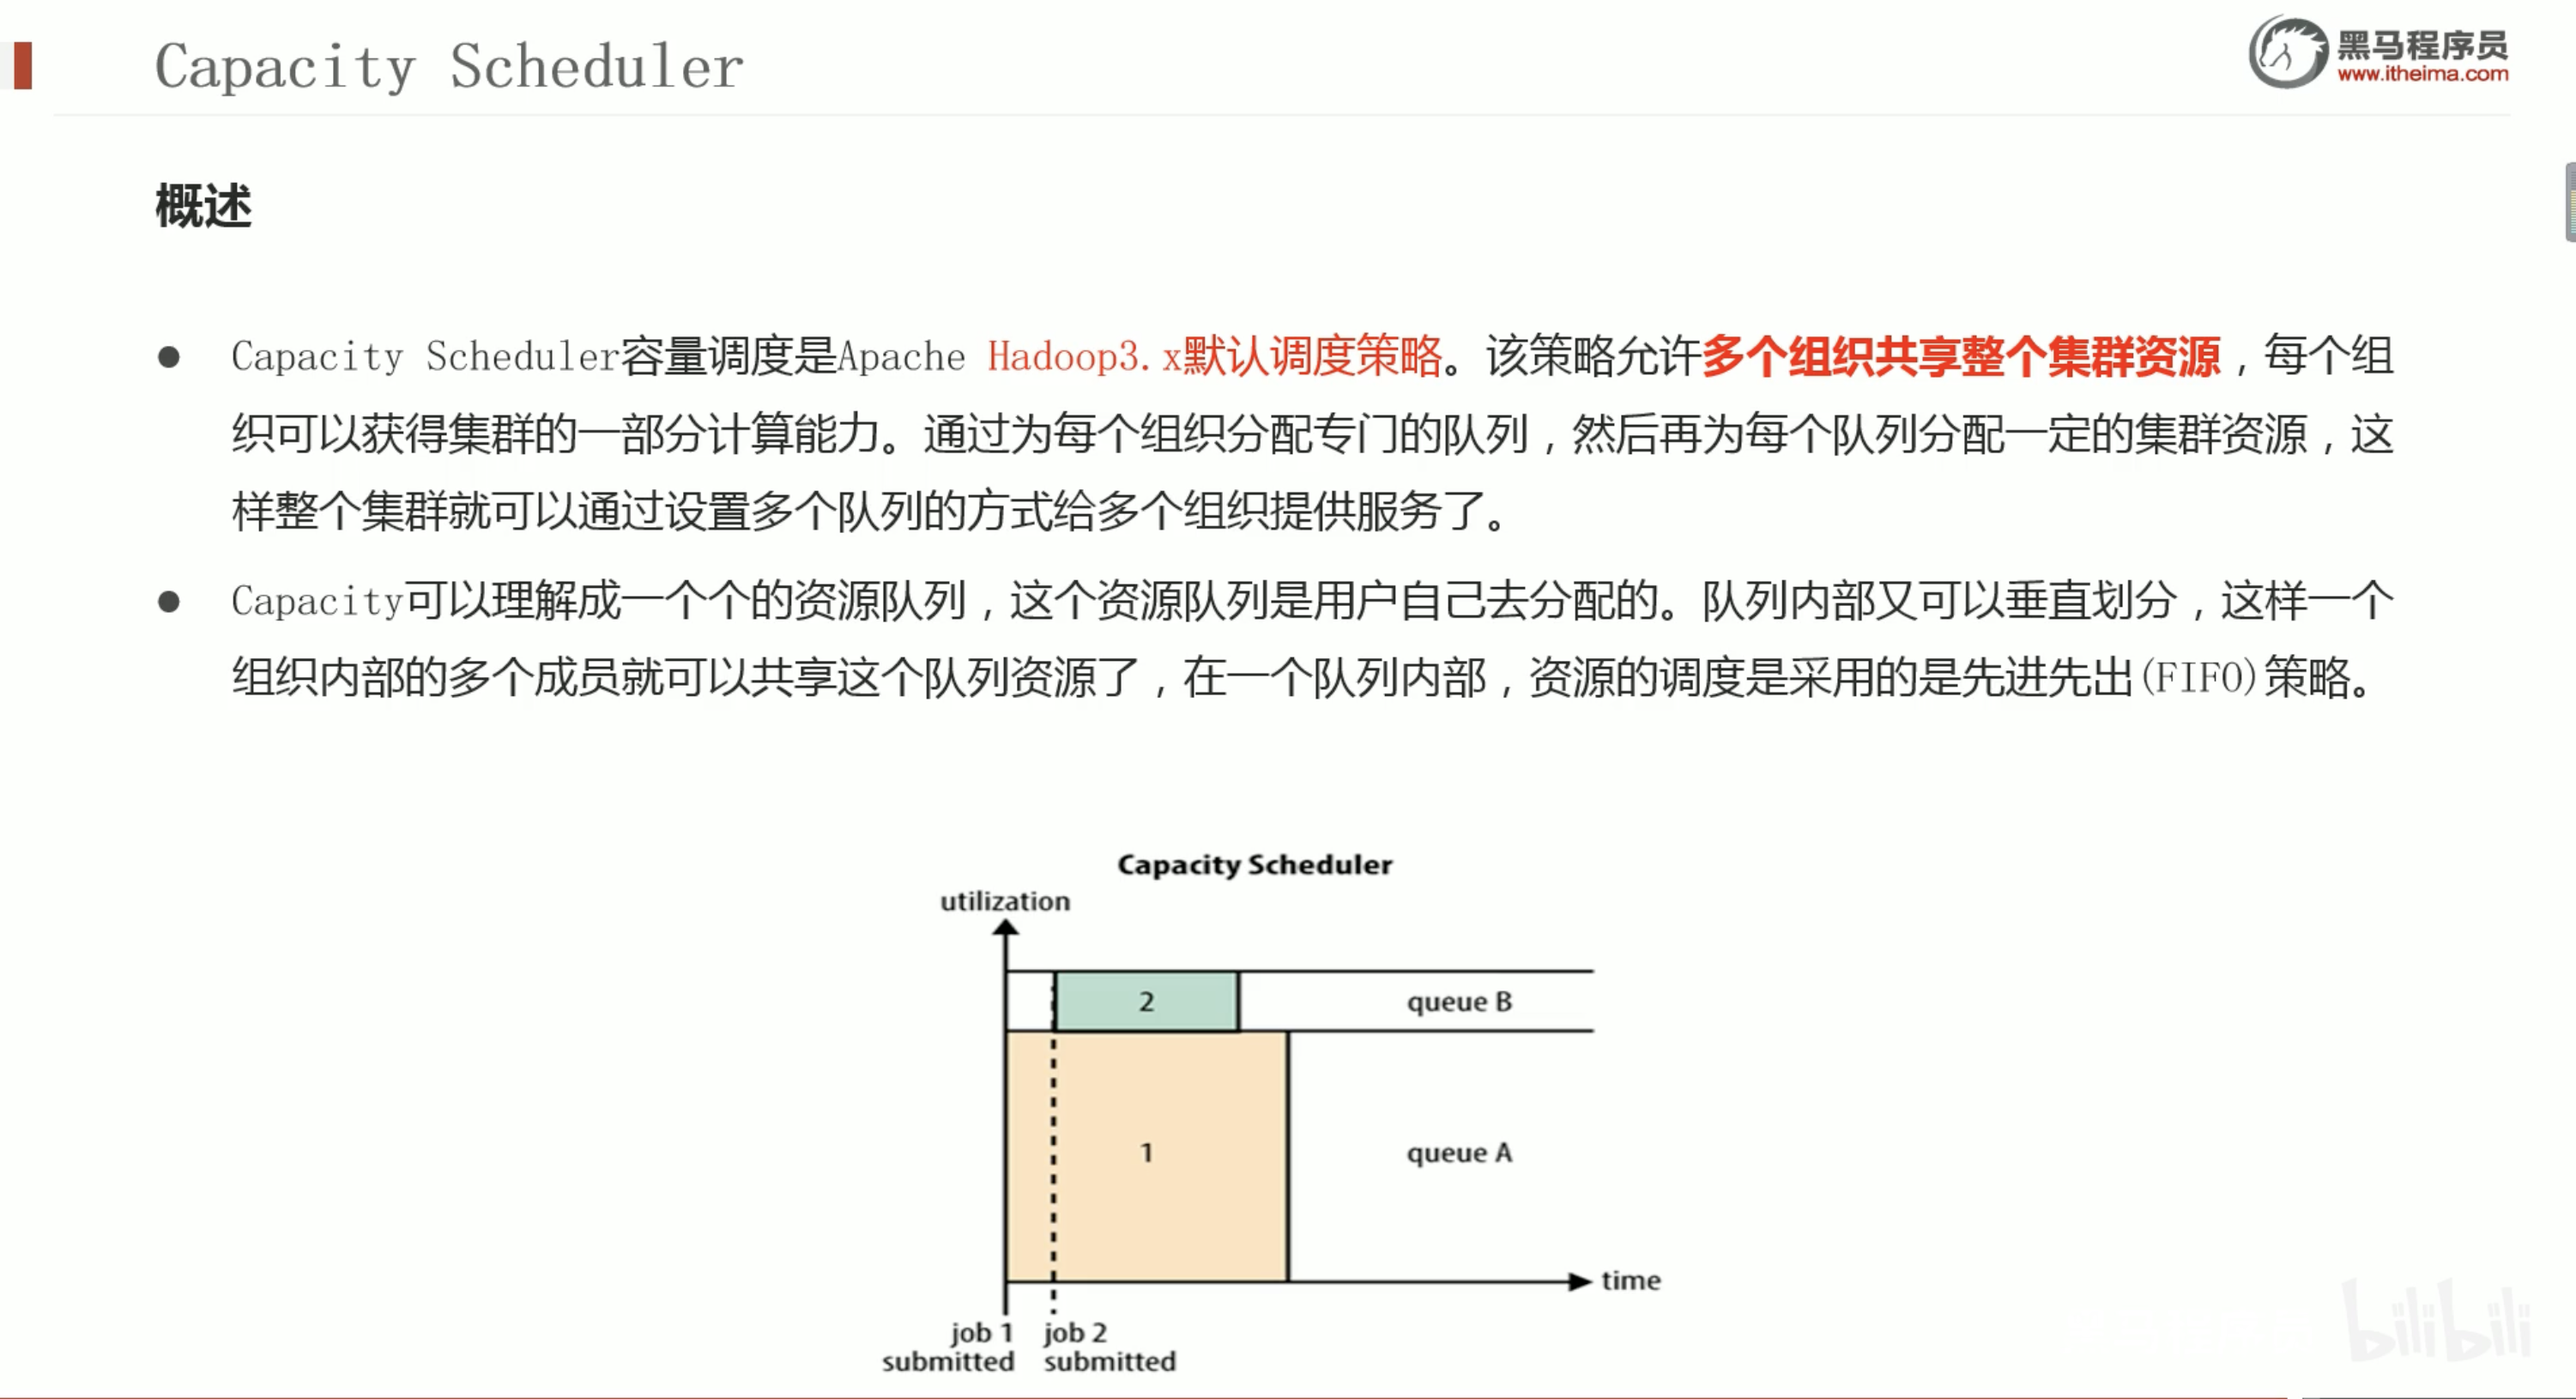 Capacity Scheduler
黑马程序员
www.itheima.com
概述
● Capacity Scheduler容量调度是Apache Hadoop3.x默认调度策略。该策略允许多个组织共享整个集群资源，每个组
织可以获得集群的一部分计算能力。通过为每个组织分配专门的队列，然后再为每个队列分配一定的集群资源，这
样整个集群就可以通过设置多个队列的方式给多个组织提供服务了。
● Capacity可以理解成一个个的资源队列，这个资源队列是用户自己去分配的。队列内部又可以垂直划分，这样一个
组织内部的多个成员就可以共享这个队列资源了，在一个队列内部，资源的调度是采用的是先进先出(FIFO)策略。
Capacity Scheduler
utilization
2
queue B
1
queue A
time
job 1
submitted
job 2
submitted
bilibili